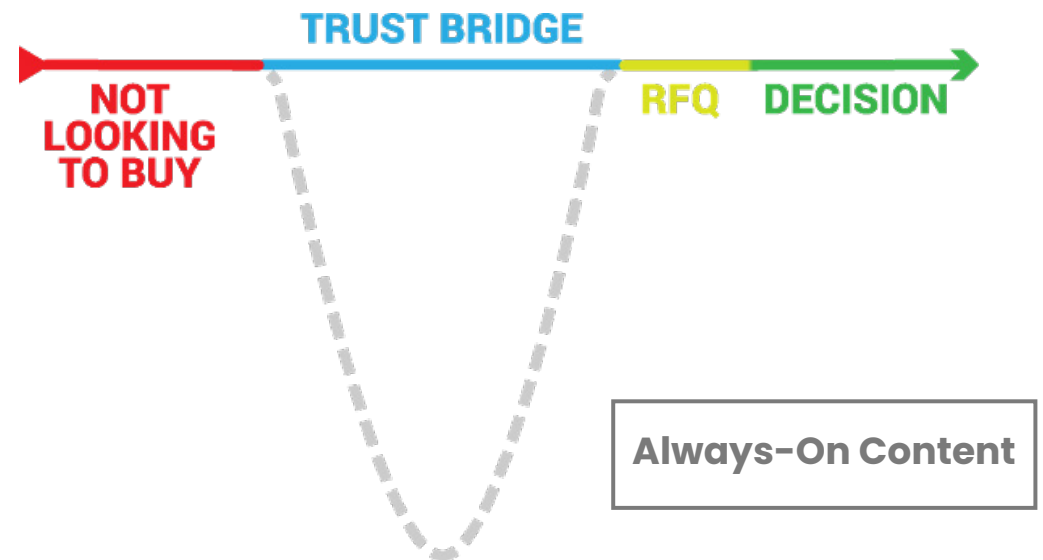 TRUST BRIDGE
NOT
LOOKING
TO BUY
RFQ
DECISION
Always-On Content